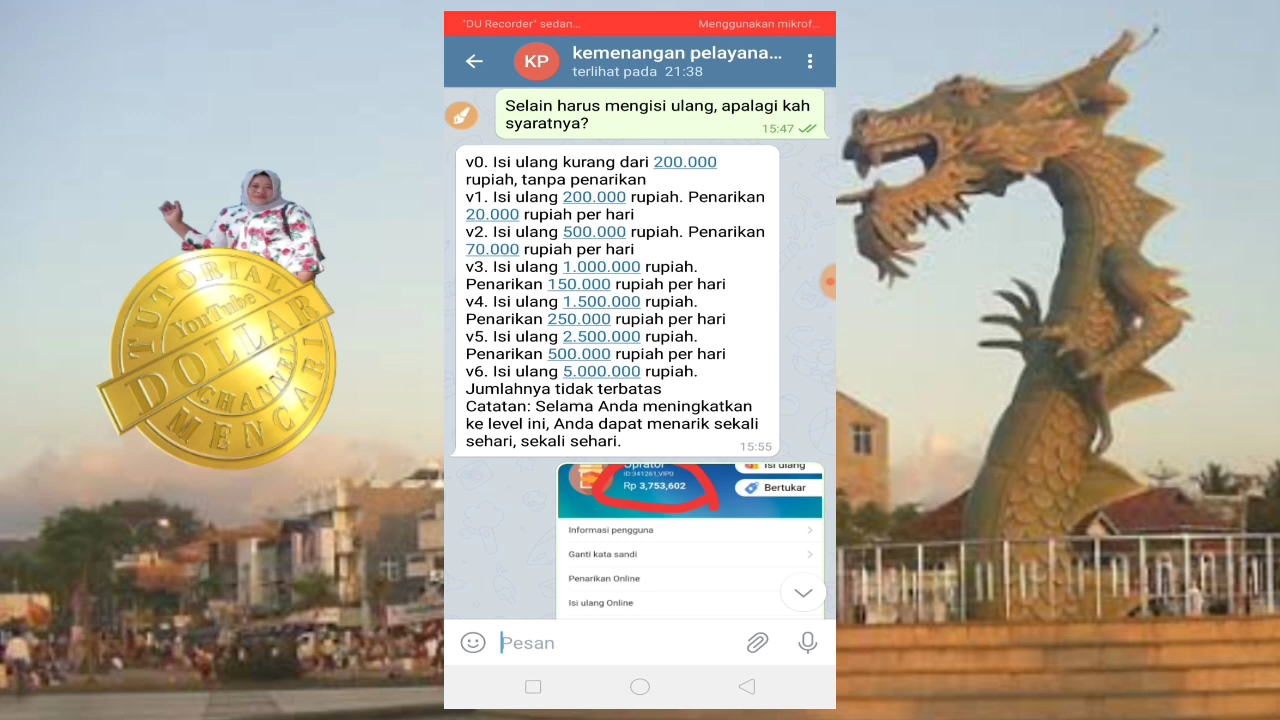 "DU Recorder" sedan...
Menggunakan mikrof...
KP
kemenangan pelayana...
terlihat pada 21:38
Selain harus mengisi ulang, apalagi kah
syaratnya?
15:47
v0. Isi ulang kurang dari 200.000
rupiah, tanpa penarikan
v1. Isi ulang 200.000 rupiah. Penarikan
20.000 rupiah per hari
v2. Isi ulang 500.000 rupiah. Penarikan
70.000 rupiah per hari
v3. Isi ulang 1.000.000 rupiah.
Penarikan 150.000 rupiah per hari
v4. Isi ulang 1.500.000 rupiah.
Penarikan 250.000 rupiah per hari
v5. Isi ulang 2.500.000 rupiah.
Penarikan 500.000 rupiah per hari
v6. Isi ulang 5.000.000 rupiah.
Jumlahnya tidak terbatas
Catatan: Selama Anda meningkatkan
ke level ini, Anda dapat menarik sekali
sehari, sekali sehari.
15:55
Oprator
Isi ulang
ID:341261,VIP0
Rp 3,753,602
Bertukar
Informasi pengguna
Ganti kata sandi
Penarikan Online
Isi ulang Online
Pesan
TUTORIAL
YouTube
DOLLAR
CHANNEL
MENCARI